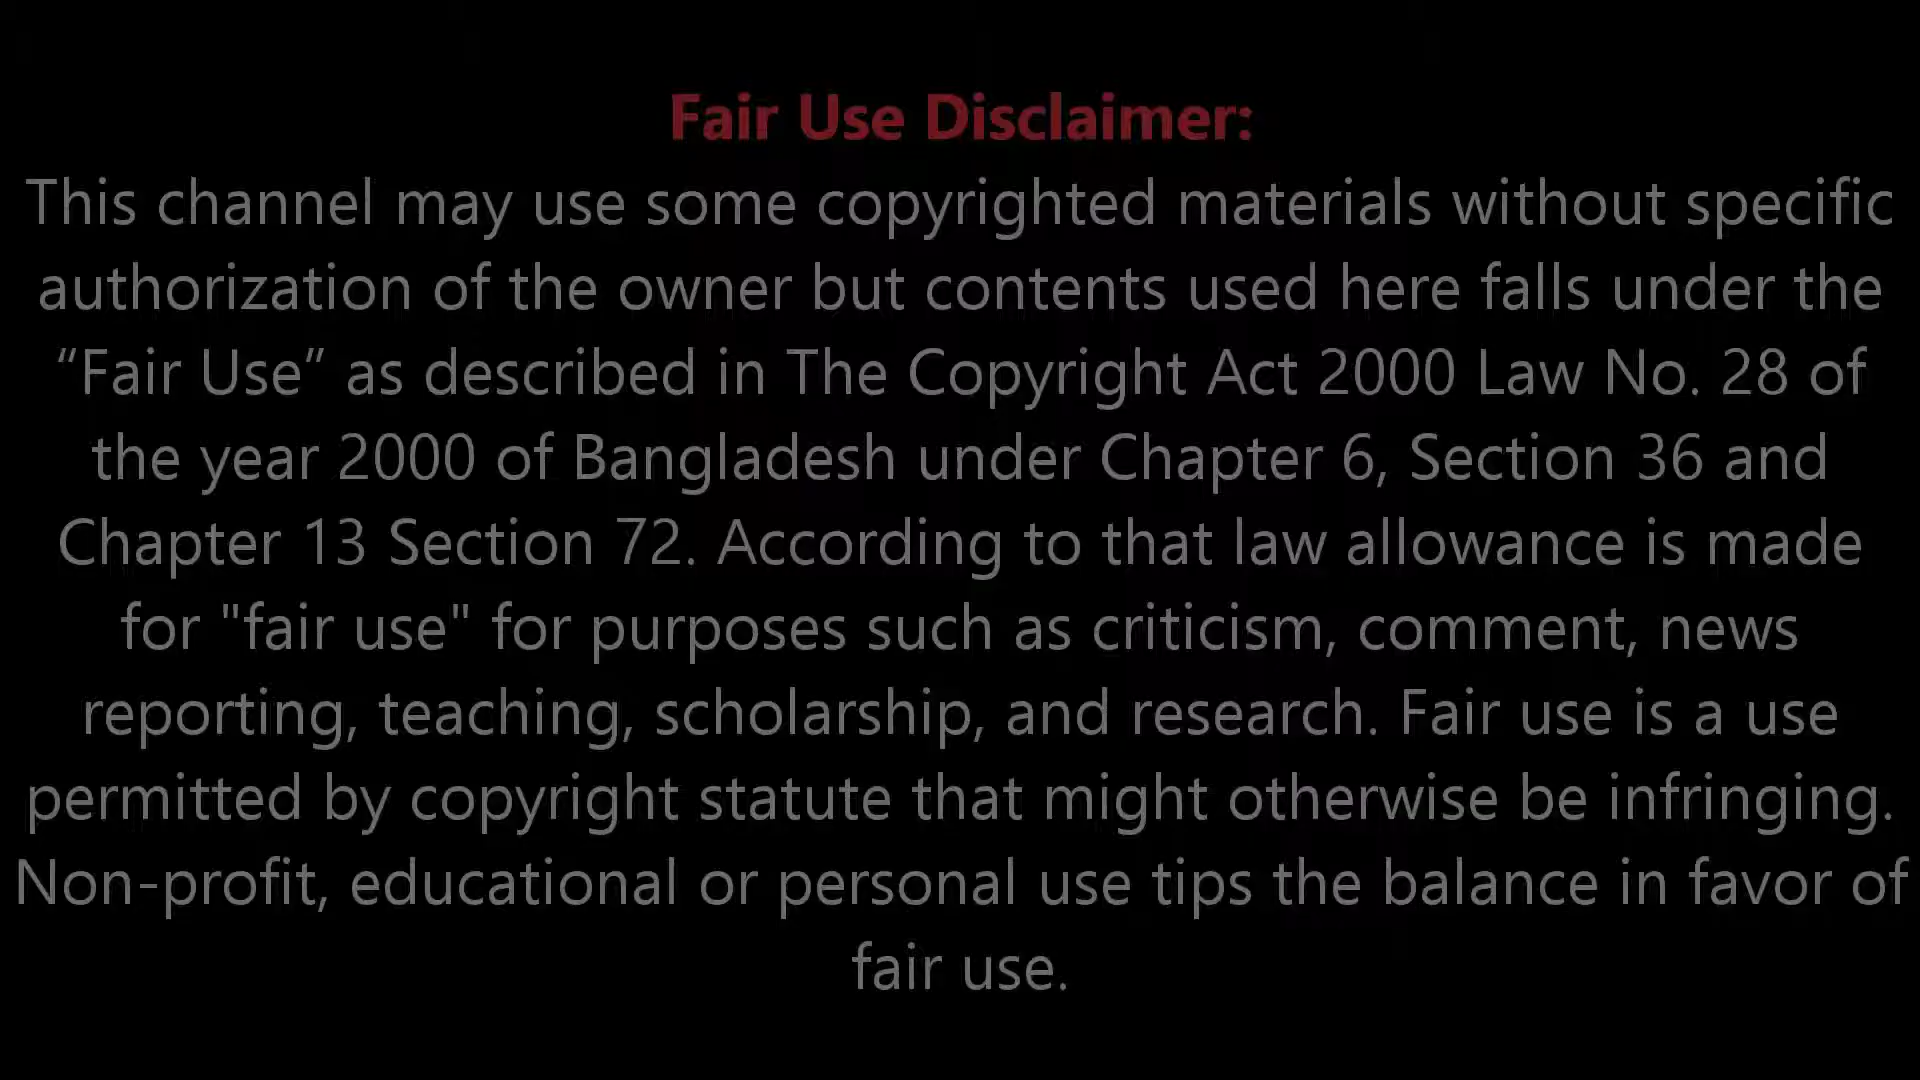 Fair Use Disclaimer:
This channel may use some copyrighted materials without specific
authorization of the owner but contents used here falls under the
“Fair Use” as described in The Copyright Act 2000 Law No. 28 of
the year 2000 of Bangladesh under Chapter 6, Section 36 and
Chapter 13 Section 72. According to that law allowance is made
for "fair use" for purposes such as criticism, comment, news
reporting, teaching, scholarship, and research. Fair use is a use
permitted by copyright statute that might otherwise be infringing.
Non-profit, educational or personal use tips the balance in favor of
fair use.